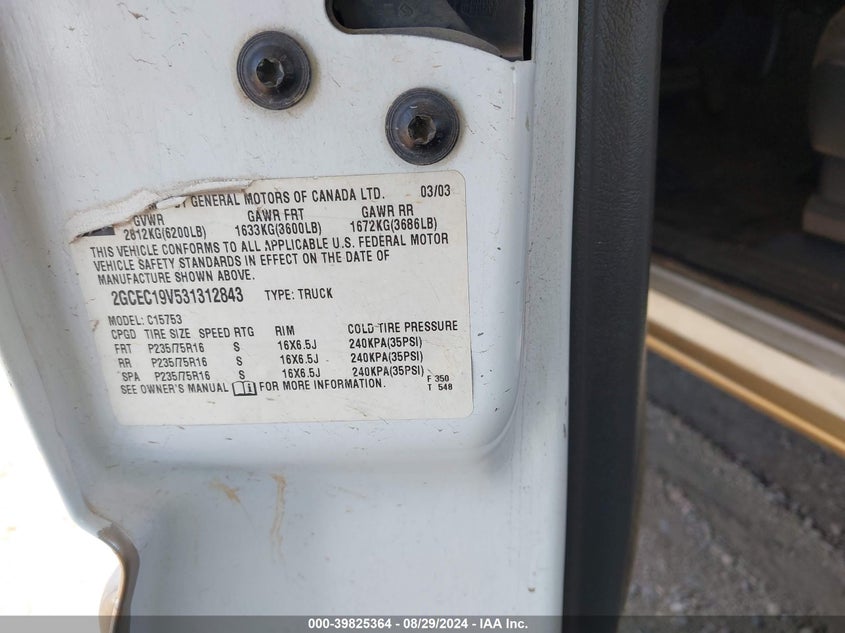 BY GENERAL MOTORS OF CANADA LTD. 03/03
GVWR GAWR FRT GAWR RR
2812KG(6200LB) 1633KG(3600LB) 1672KG(3686LB)
THIS VEHICLE CONFORMS TO ALL APPLICABLE U.S. FEDERAL MOTOR
VEHICLE SAFETY STANDARDS IN EFFECT ON THE DATE OF
MANUFACTURE SHOWN ABOVE.
2GCEC19V531312843 TYPE: TRUCK
MODEL: C15753
CPGD TIRE SIZE SPEED RTG RIM COLD TIRE PRESSURE
FRT P235/75R16 S 16X6.5J 240KPA(35PSI)
RR P235/75R16 S 16X6.5J 240KPA(35PSI)
SPA P235/75R16 S 16X6.5J 240KPA(35PSI)
SEE OWNER'S MANUAL FOR MORE INFORMATION.
F 350
T 548
000-39825364 - 08/29/2024 - IAA Inc.